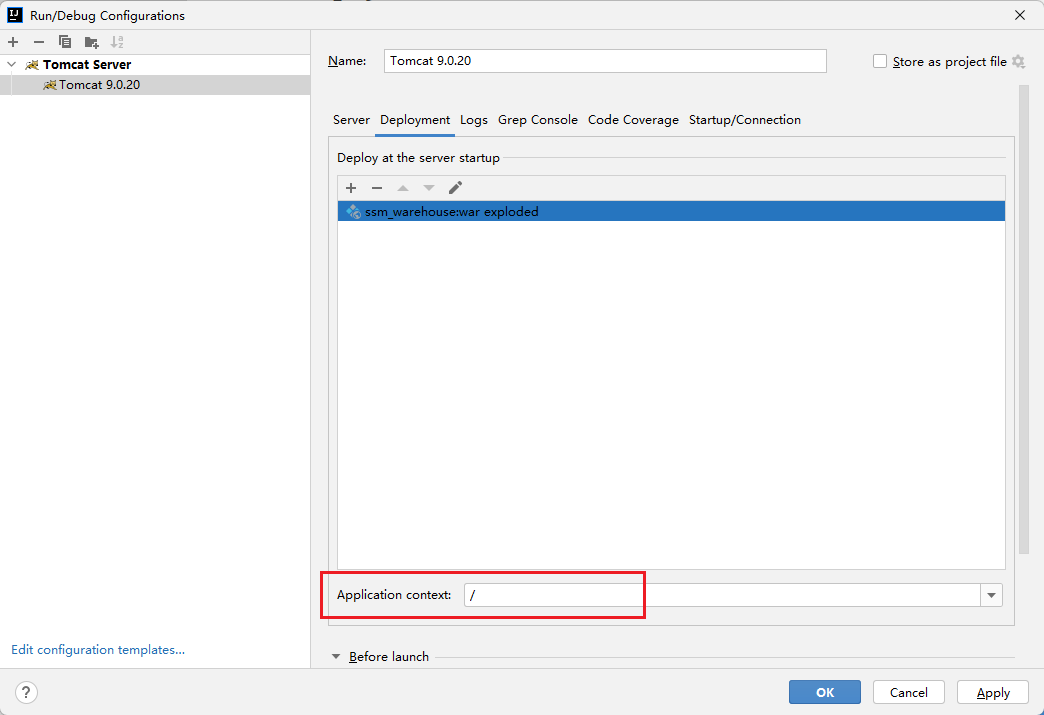 Run/Debug Configurations
Tomcat Server
Tomcat 9.0.20
Name: Tomcat 9.0.20 Store as project file
Server Deployment Logs Grep Console Code Coverage Startup/Connection
Deploy at the server startup
ssm_warehouse:war exploded
Application context: /
Edit configuration templates...
Before launch
? OK Cancel Apply